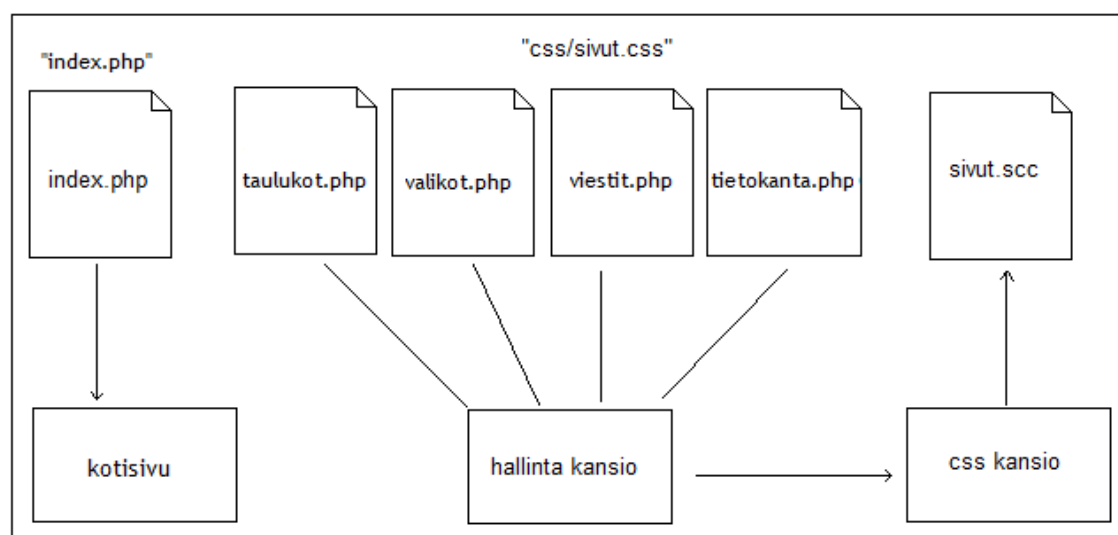 "css/sivut.css"
"index.php"
index.php
taulukot.php
valikot.php
viestit.php
tietokanta.php
sivut.scc
kotisivu
hallinta kansio
css kansio